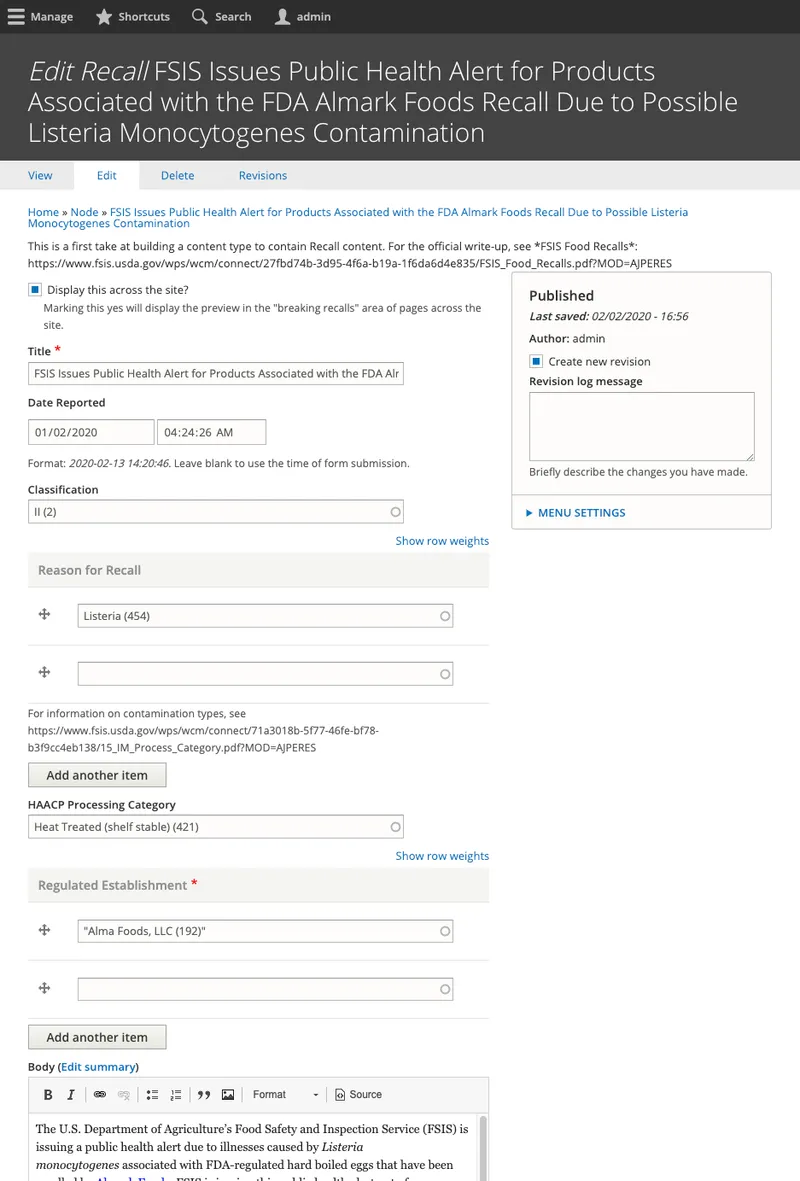 Manage Shortcuts Search admin
Edit Recall FSIS Issues Public Health Alert for Products
Associated with the FDA Almark Foods Recall Due to Possible
Listeria Monocytogenes Contamination
View Edit Delete Revisions
Home » Node » FSIS Issues Public Health Alert for Products Associated with the FDA Almark Foods Recall Due to Possible Listeria
Monocytogenes Contamination
This is a first take at building a content type to contain Recall content. For the official write-up, see *FSIS Food Recalls*:
https://www.fsis.usda.gov/wps/wcm/connect/27fbd74b-3d95-4f6a-b19a-1f6da6d4e835/FSIS_Food_Recalls.pdf?MOD=AJPERES
Display this across the site?
Marking this yes will display the preview in the "breaking recalls" area of pages across the
site.
Title *
FSIS Issues Public Health Alert for Products Associated with the FDA Alr
Date Reported
01/02/2020 04:24:26 AM
Format: 2020-02-13 14:20:46. Leave blank to use the time of form submission.
Classification
II (2)
Show row weights
Reason for Recall
Listeria (454)
For information on contamination types, see
https://www.fsis.usda.gov/wps/wcm/connect/71a3018b-5f77-46fe-bf78-
b3f9cc4eb138/15_IM_Process_Category.pdf?MOD=AJPERES
Add another item
HAACP Processing Category
Heat Treated (shelf stable) (421)
Show row weights
Regulated Establishment *
"Alma Foods, LLC (192)"
Add another item
Body (Edit summary)
B I Format Source
The U.S. Department of Agriculture's Food Safety and Inspection Service (FSIS) is
issuing a public health alert due to illnesses caused by Listeria
monocytogenes associated with FDA-regulated hard boiled eggs that have been
Published
Last saved: 02/02/2020 - 16:56
Author: admin
Create new revision
Revision log message
Briefly describe the changes you have made.
MENU SETTINGS